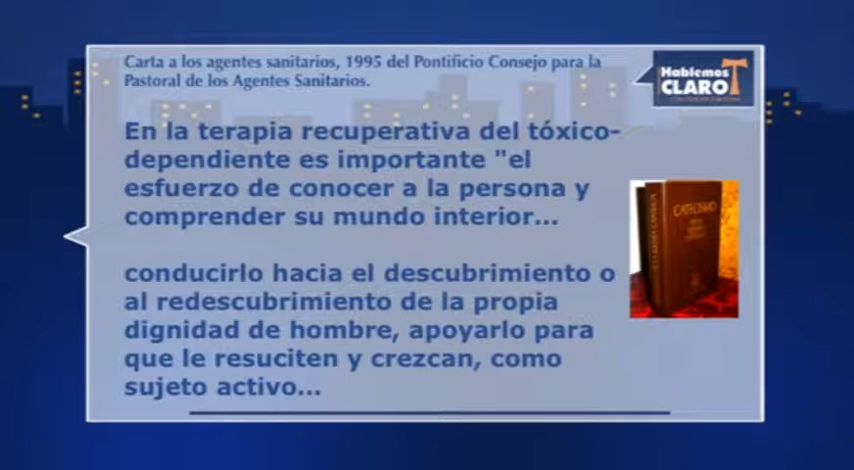 Carta a los agentes sanitarios, 1995 del Pontificio Consejo para la
Pastoral de los Agentes Sanitarios.
Hablemos
CLARO
En la terapia recuperativa del tóxico-
dependiente es importante "el
esfuerzo de conocer a la persona y
comprender su mundo interior...
CATECISMO
conducirlo hacia el descubrimiento o
al redescubrimiento de la propia
dignidad de hombre, apoyarlo para
que le resuciten y crezcan, como
sujeto activo...